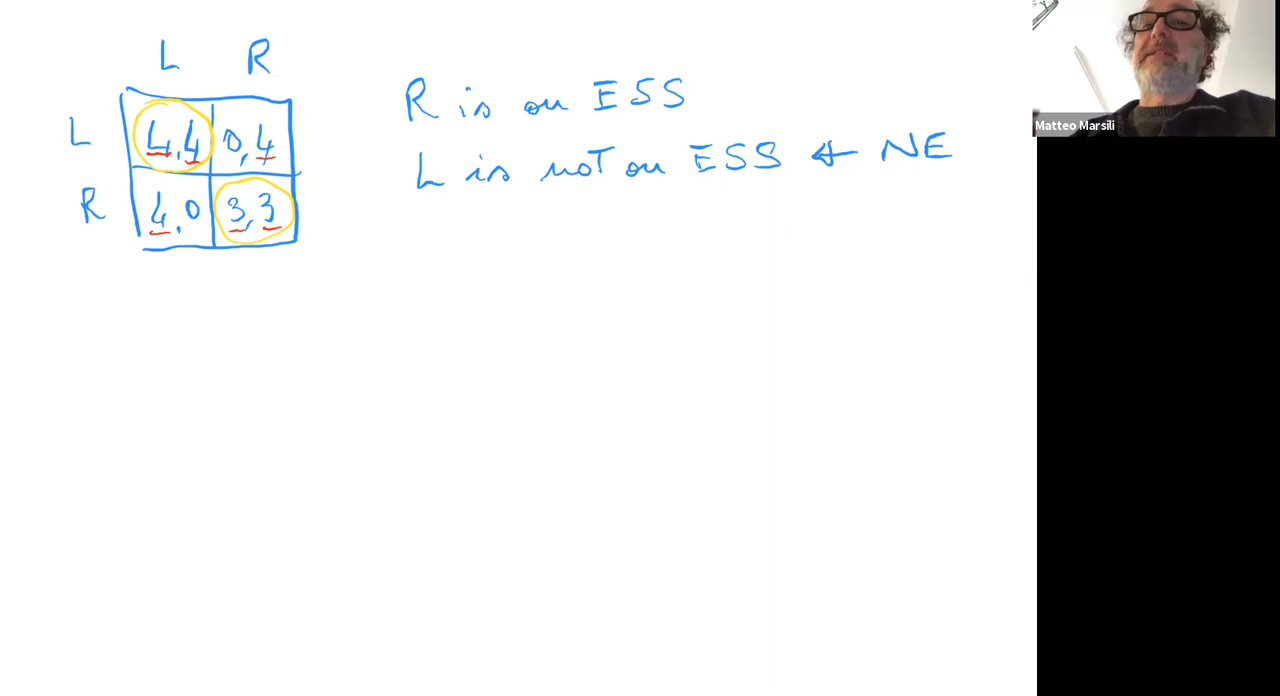 L R
L 4,4 0,4
R 4,0 3,3
R is an ESS
L is not an ESS ← NE
Matteo Marsili